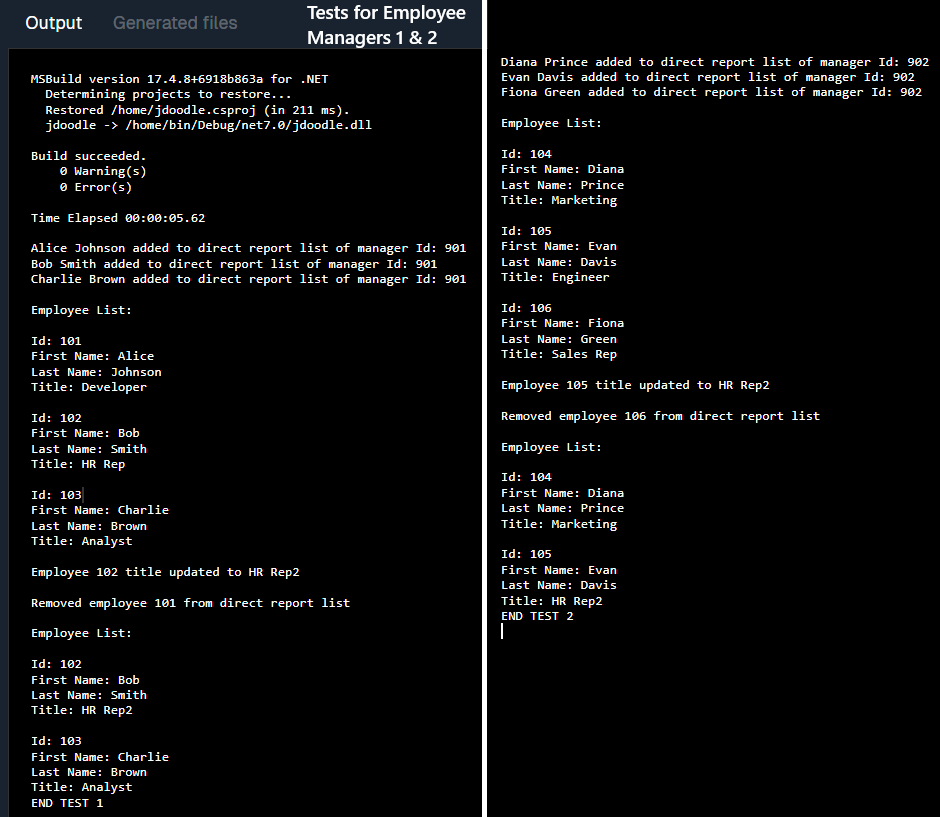 Output Generated files
Tests for Employee
Managers 1 & 2
MSBuild version 17.4.8+6918b863a for .NET
Determining projects to restore...
Restored /home/jdoodle.csproj (in 211 ms).
jdoodle -> /home/bin/Debug/net7.0/jdoodle.dll
Build succeeded.
0 Warning(s)
0 Error(s)
Time Elapsed 00:00:05.62
Alice Johnson added to direct report list of manager Id: 901
Bob Smith added to direct report list of manager Id: 901
Charlie Brown added to direct report list of manager Id: 901
Employee List:
Id: 101
First Name: Alice
Last Name: Johnson
Title: Developer
Id: 102
First Name: Bob
Last Name: Smith
Title: HR Rep
Id: 103
First Name: Charlie
Last Name: Brown
Title: Analyst
Employee 102 title updated to HR Rep2
Removed employee 101 from direct report list
Employee List:
Id: 102
First Name: Bob
Last Name: Smith
Title: HR Rep2
Id: 103
First Name: Charlie
Last Name: Brown
Title: Analyst
END TEST 1
Diana Prince added to direct report list of manager Id: 902
Evan Davis added to direct report list of manager Id: 902
Fiona Green added to direct report list of manager Id: 902
Employee List:
Id: 104
First Name: Diana
Last Name: Prince
Title: Marketing
Id: 105
First Name: Evan
Last Name: Davis
Title: Engineer
Id: 106
First Name: Fiona
Last Name: Green
Title: Sales Rep
Employee 105 title updated to HR Rep2
Removed employee 106 from direct report list
Employee List:
Id: 104
First Name: Diana
Last Name: Prince
Title: Marketing
Id: 105
First Name: Evan
Last Name: Davis
Title: HR Rep2
END TEST 2